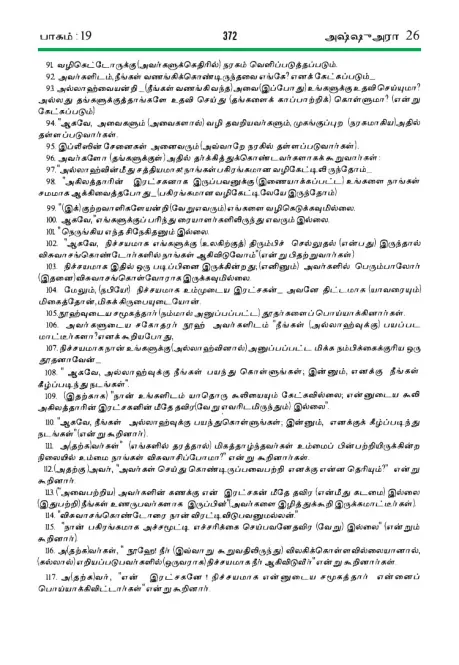 பாகம் : 19 372 அஷ்ஷுஅரா 26
91. வழிகெட்டோருக்கு (அவர்களுக்கெதிரில்) நரகம் வெளிப்படுத்தப்படும்.
92. அவர்களிடம், நீங்கள் வணங்கிக்கொண்டிருந்தவை எங்கே? எனக் கேட்கப்படும்_
93. அல்லாஹ்வையன்றி _ (நீங்கள் வணங்கி வந்த) அவை (இப்போது) உங்களுக்கு உதவி செய்யுமா?
அல்லது தங்களுக்குத்தாங்களே உதவி செய்து (தங்களைக் காப்பாற்றிக்) கொள்ளுமா? (என்று
கேட்கப்படும்)
94. "ஆகவே, அவைகளும் (அவைகளால்) வழி தவறியவர்களும், முகங்குப்புற (நரகமாகிய) அதில்
தள்ளப்படுவார்கள்.
95. இப்லீஸின் சேனைகள் அனைவரும் (அவ்வாறே நரகில் தள்ளப்படுவார்கள்).
96. அவர்களோ (தங்களுக்குள்) அதில் தர்க்கித்துக்கொண்டவர்களாகக் கூறுவார்கள் :
97. "அல்லாஹ்வின் மீது சத்தியமாக! நாங்கள் பகிரங்கமான வழிகேட்டிலிருந்தோம்_
98. "அகிலத்தாரின் இரட்சகனாக இருப்பவனுக்கு (இணையாக்கப்பட்ட) உங்களை நாங்கள்
சமமாக ஆக்கிவைத்தபோது _ (பகிரங்கமான வழிகேட்டிலேயே இருந்தோம்)
99. "(இக்) குற்றவாளிகளேயன்றி (வேறு எவரும்) எங்களை வழிகெடுக்கவுமில்லை.
100. ஆகவே, "எங்களுக்குப் பரிந்துரையாளர்களிலிருந்து எவரும் இல்லை.
101. "நெருங்கிய எந்த சிநேகிதனும் இல்லை.
102. "ஆகவே, நிச்சயமாக எங்களுக்கு (உலகிற்குத்) திரும்பிச் செல்லுதல் (என்பது) இருந்தால்
விசுவாசங்கொண்டோர்களில் நாங்கள் ஆகிவிடுவோம்" (என்று பிதற்றுவார்கள்)
103. நிச்சயமாக இதில் ஒரு படிப்பினை இருக்கின்றது, (எனினும்) அவர்களில் பெரும்பாலோர்
(இதனை) விசுவாசங்கொள்வோராக இருக்கவுமில்லை.
104. மேலும், (நபியே!) நிச்சயமாக உம்முடைய இரட்சகன்_ அவனே திட்டமாக (யாவரையும்)
மிகைத்தோன், மிகக் கிருபையுடையோன்.
105. நூஹுடைய சமூகத்தார் (நம்மால் அனுப்பப்பட்ட) தூதர்களைப் பொய்யாக்கினார்கள்.
106. அவர்களுடைய சகோதரர் நூஹ் அவர்களிடம் "நீங்கள் (அல்லாஹ்வுக்கு) பயப்பட
மாட்டீர்களா? எனக் கூறியபோது,
107. நிச்சயமாக நான் உங்களுக்கு (அல்லாஹ்வினால்) அனுப்பப்பட்ட மிக்க நம்பிக்கைக்குரிய ஒரு
தூதனாவேன்_
108. " ஆகவே, அல்லாஹ்வுக்கு நீங்கள் பயந்து கொள்ளுங்கள்; இன்னும், எனக்கு நீங்கள்
கீழ்ப்படிந்து நடங்கள்".
109. (இதற்காக) "நான் உங்களிடம் யாதொரு கூலியையும் கேட்கவில்லை; என்னுடைய கூலி
அகிலத்தாரின் இரட்சகனின் மீதே தவிர (வேறு எவரிடமிருந்தும்) இல்லை".
110. "ஆகவே, நீங்கள் அல்லாஹ்வுக்கு பயந்துகொள்ளுங்கள்; இன்னும், எனக்குக் கீழ்ப்படிந்து
நடங்கள்" (என்று கூறினார்).
111. அ(தற்க)வர்கள்" (எங்களில் தரத்தால்) மிகத்தாழ்ந்தவர்கள் உம்மைப் பின்பற்றியிருக்கின்ற
நிலையில் உம்மை நாங்கள் விசுவாசிப்போமா?" என்று கூறினார்கள்.
112. (அதற்கு) அவர், "அவர்கள் செய்து கொண்டிருப்பவைபற்றி எனக்கு என்ன தெரியும்?" என்று
கூறினார்.
113. ("அவைபற்றிய) அவர்களின் கணக்கு என் இரட்சகன் மீதே தவிர (என்மீது கடமை) இல்லை
(இதுபற்றி) நீங்கள் உணருபவர்களாக இருப்பின்" (அவர்களை இழித்துக்கூறி இருக்கமாட்டீர்கள்).
114. "விசுவாசங்கொண்டோரை நான் விரட்டிவிடுபவனுமல்லன்."
115. "நான் பகிரங்கமாக அச்சமூட்டி எச்சரிக்கை செய்பவனேதவிர (வேறு) இல்லை" (என்றும்
கூறினார்).
116. அ(தற்க)வர்கள், " நூஹே! நீர் (இவ்வாறு கூறுவதிலிருந்து) விலகிக்கொள்ளவில்லையானால்,
(கல்லால்) எறியப்படுபவர்களில் (ஒருவராக) நிச்சயமாக நீர் ஆகிவிடுவீர்" என்று கூறினார்கள்.
117. அ(தற்க)வர், "என் இரட்சகனே ! நிச்சயமாக என்னுடைய சமூகத்தார் என்னைப்
பொய்யாக்கிவிட்டார்கள்" என்று கூறினார்.